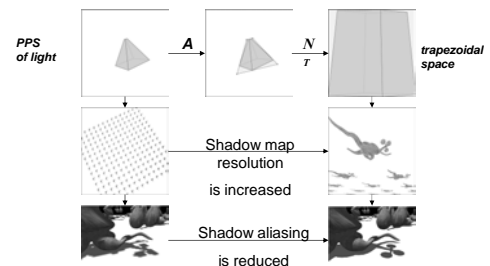 PPS
of light
A
N
T
trapezoidal
space
Shadow map
resolution
is increased
Shadow aliasing
is reduced